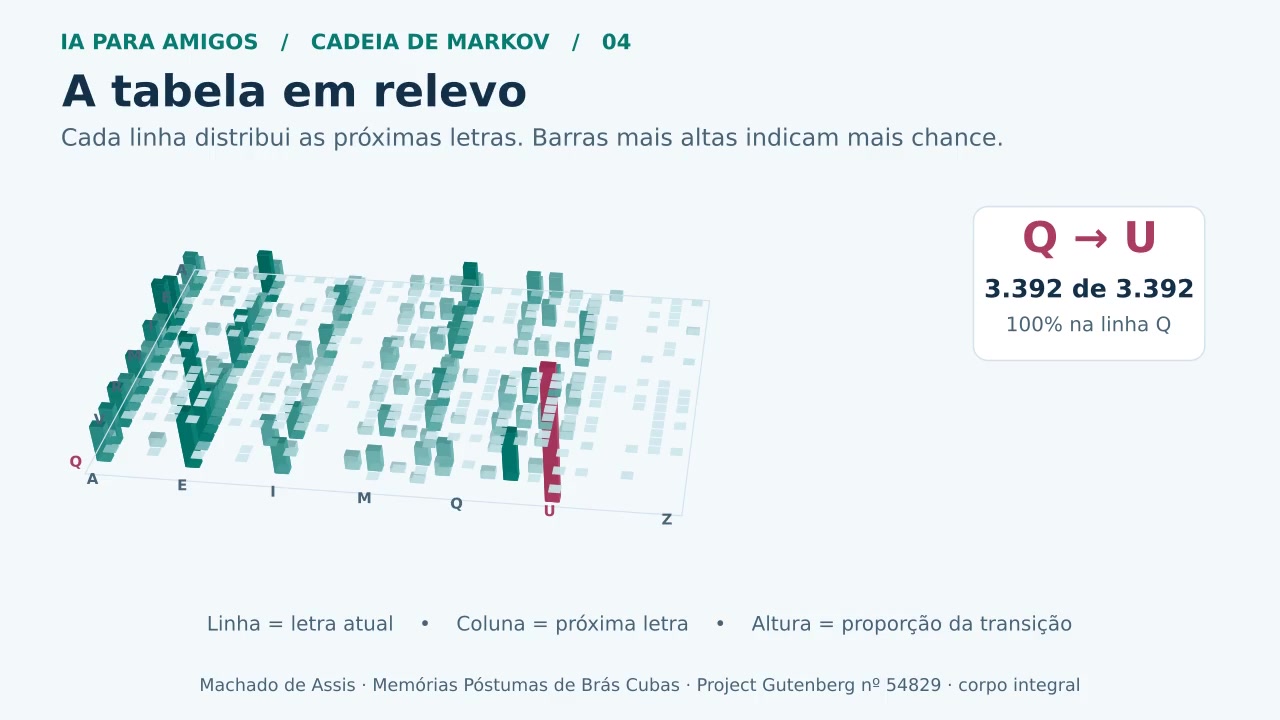 IA PARA AMIGOS / CADEIA DE MARKOV / 04
A tabela em relevo
Cada linha distribui as próximas letras. Barras mais altas indicam mais chance.
Q → U
3.392 de 3.392
100% na linha Q
A
Q
A E I M Q U Z
Linha = letra atual • Coluna = próxima letra • Altura = proporção da transição
Machado de Assis · Memórias Póstumas de Brás Cubas · Project Gutenberg nº 54829 · corpo integral